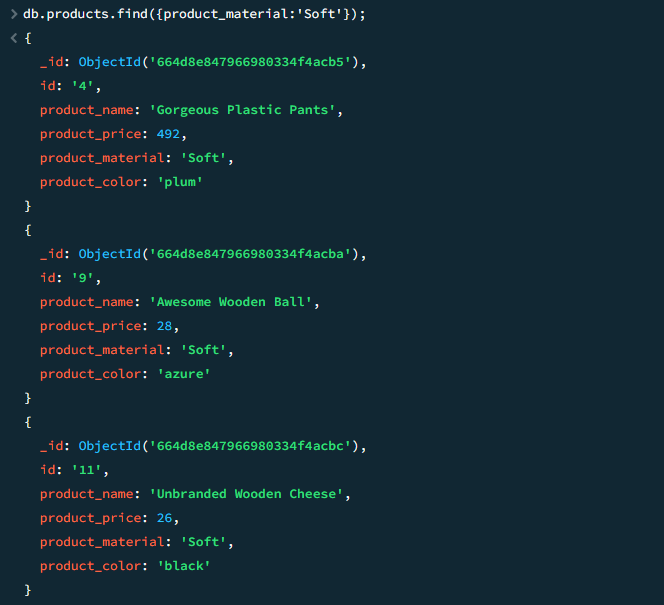 > db.products.find({product_material:'Soft'});
< {
_id: ObjectId('664d8e847966980334f4acb5'),
id: '4',
product_name: 'Gorgeous Plastic Pants',
product_price: 492,
product_material: 'Soft',
product_color: 'plum'
}
{
_id: ObjectId('664d8e847966980334f4acba'),
id: '9',
product_name: 'Awesome Wooden Ball',
product_price: 28,
product_material: 'Soft',
product_color: 'azure'
}
{
_id: ObjectId('664d8e847966980334f4acbc'),
id: '11',
product_name: 'Unbranded Wooden Cheese',
product_price: 26,
product_material: 'Soft',
product_color: 'black'
}